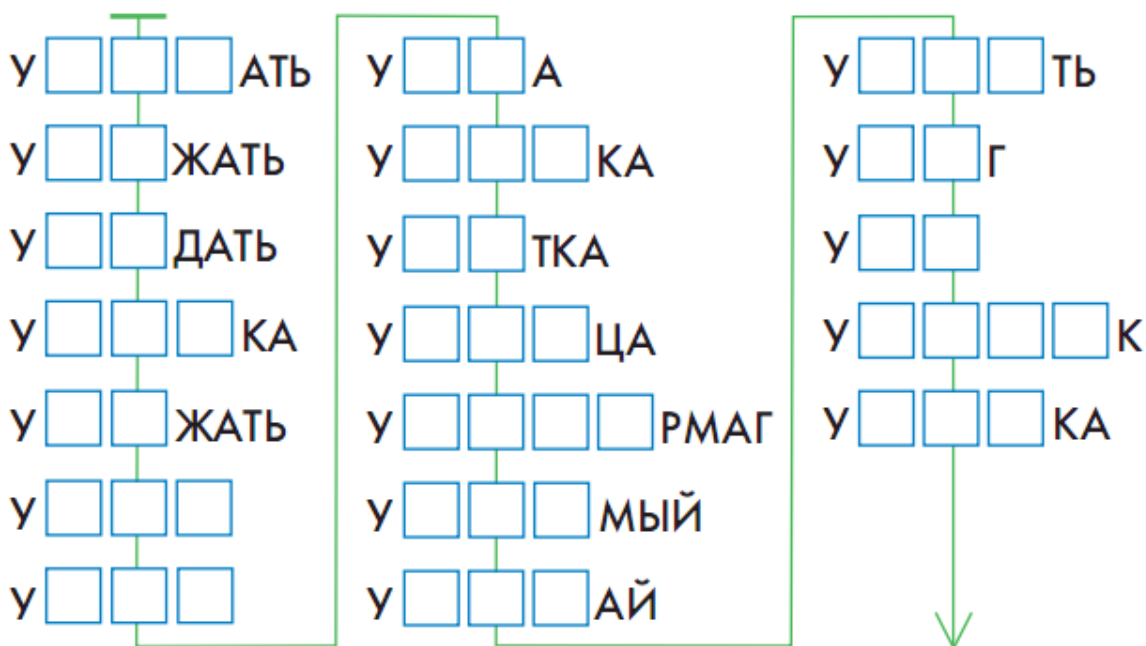 У АТЬ
У ЖАТЬ
У ДАТЬ
У КА
У ЖАТЬ
У
У
У А
У КА
У ТКА
У ЦА
У РМАГ
У МЫЙ
У АЙ
У ТЬ
У Г
У
У К
У КА